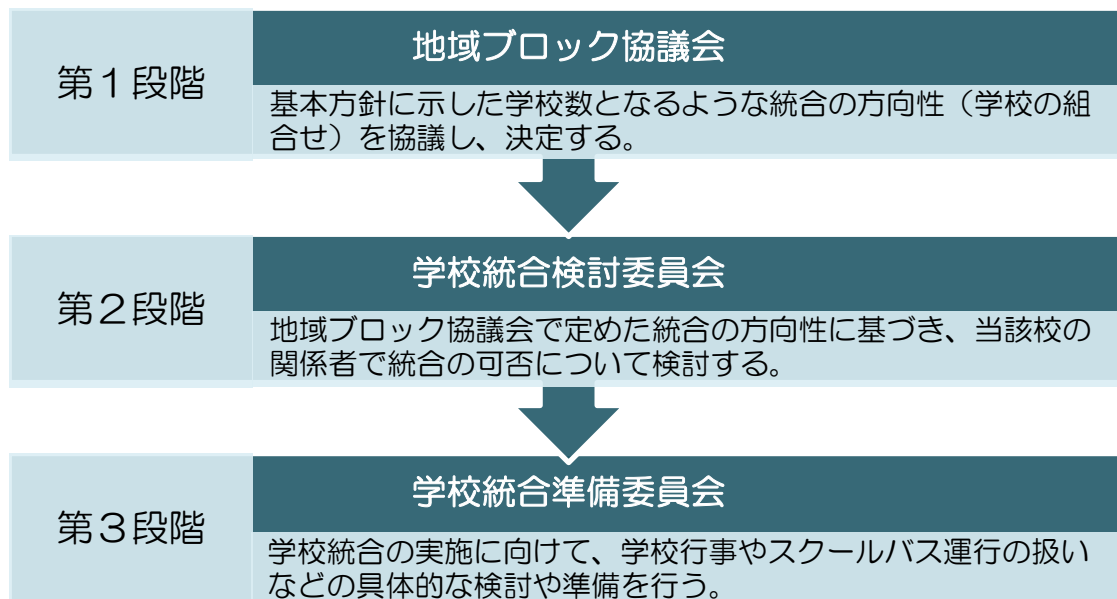 第１段階
地域ブロック協議会
基本方針に示した学校数となるような統合の方向性（学校の組
合せ）を協議し、決定する。
第２段階
学校統合検討委員会
地域ブロック協議会で定めた統合の方向性に基づき、当該校の
関係者で統合の可否について検討する。
第３段階
学校統合準備委員会
学校統合の実施に向けて、学校行事やスクールバス運行の扱い
などの具体的な検討や準備を行う。